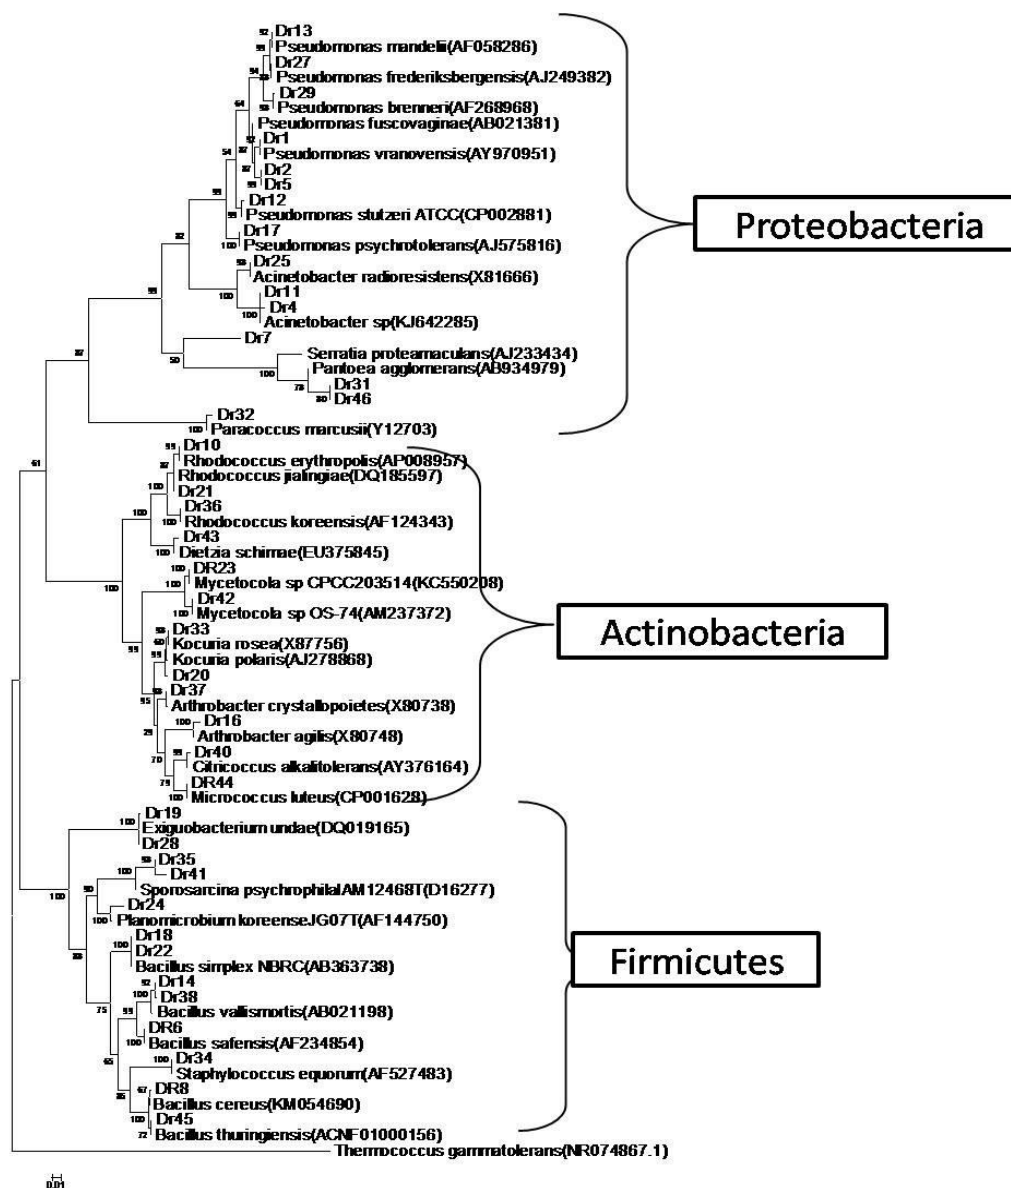 Dr13
Pseudomonas mandelii(AF058286)
Dr27
Pseudomonas frederiksbergensis(AJ249382)
Dr29
Pseudomonas brenneri(AF268968)
Pseudomonas fuscovaginae(AB021381)
Dr1
Pseudomonas vranovensis(AY970951)
Dr2
Dr5
Dr12
Pseudomonas stutzeri ATCC(CP002881)
Dr17
Pseudomonas psychrotolerans(AJ575816)
Dr25
Acinetobacter radioresistens(X81666)
Dr11
Dr4
Acinetobacter sp(KJ642285)
Dr7
Serratia proteamaculans(AJ233434)
Pantoea agglomerans(AB934979)
Dr31
Dr46
Dr32
Paracoccus marcusii(Y12703)
Proteobacteria
Dr10
Rhodococcus erythropolis(AP008957)
Rhodococcus jialingiae(DQ185597)
Dr21
Dr36
Rhodococcus koreensis(AF124343)
Dr43
Dietzia schimae(EU375845)
DR23
Mycetocola sp CPCC203514(KC550208)
Dr42
Mycetocola sp OS-74(AM237372)
Dr33
Kocuria rosea(X87756)
Kocuria polaris(AJ278868)
Dr20
Dr37
Arthrobacter crystallopoietes(X80738)
Dr16
Arthrobacter agilis(X80748)
Dr40
Citricoccus alkalitolerans(AY376164)
DR44
Micrococcus luteus(CP001628)
Actinobacteria
Dr19
Exiguobacterium undae(DQ019165)
Dr28
Dr35
Dr41
Sporosarcina psychrophilaIAM12468T(D16277)
Dr24
Planomicrobium koreenseJG07T(AF144750)
Dr18
Dr22
Bacillus simplex NBRC(AB363738)
Dr14
Dr38
Bacillus vallismortis(AB021198)
DR6
Bacillus safensis(AF234854)
Dr34
Staphylococcus equorum(AF527483)
DR8
Bacillus cereus(KM054690)
Dr45
Bacillus thuringiensis(ACNF01000156)
Firmicutes
Thermococcus gammatolerans(NR074867.1)
0.01